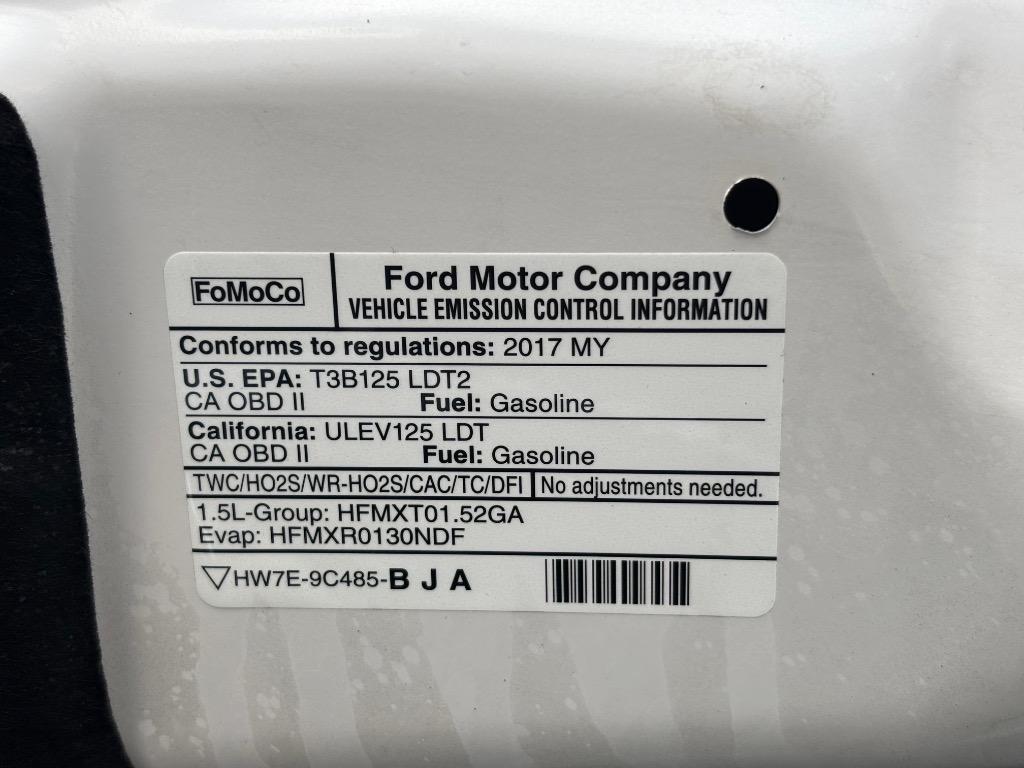 FoMoCo
Ford Motor Company
VEHICLE EMISSION CONTROL INFORMATION
Conforms to regulations: 2017 MY
U.S. EPA: T3B125 LDT2
CA OBD II Fuel: Gasoline
California: ULEV125 LDT
CA OBD II Fuel: Gasoline
TWC/HO2S/WR-HO2S/CAC/TC/DFI No adjustments needed.
1.5L-Group: HFMXT01.52GA
Evap: HFMXR0130NDF
HW7E-9C485-B J A